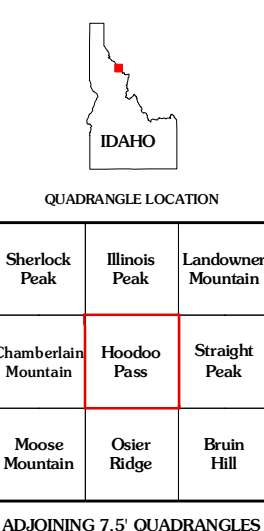 IDAHO
QUADRANGLE LOCATION
Sherlock Peak
Illinois Peak
Landowner Mountain
Chamberlain Mountain
Hoodoo Pass
Straight Peak
Moose Mountain
Osier Ridge
Bruin Hill
ADJOINING 7.5' QUADRANGLES